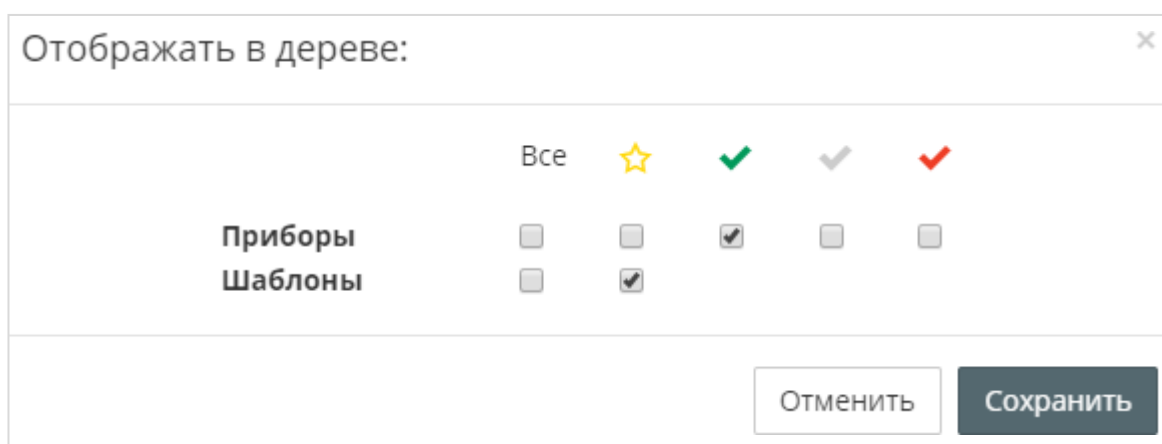 Отображать в дереве:
Все
Приборы
Шаблоны
Отменить Сохранить